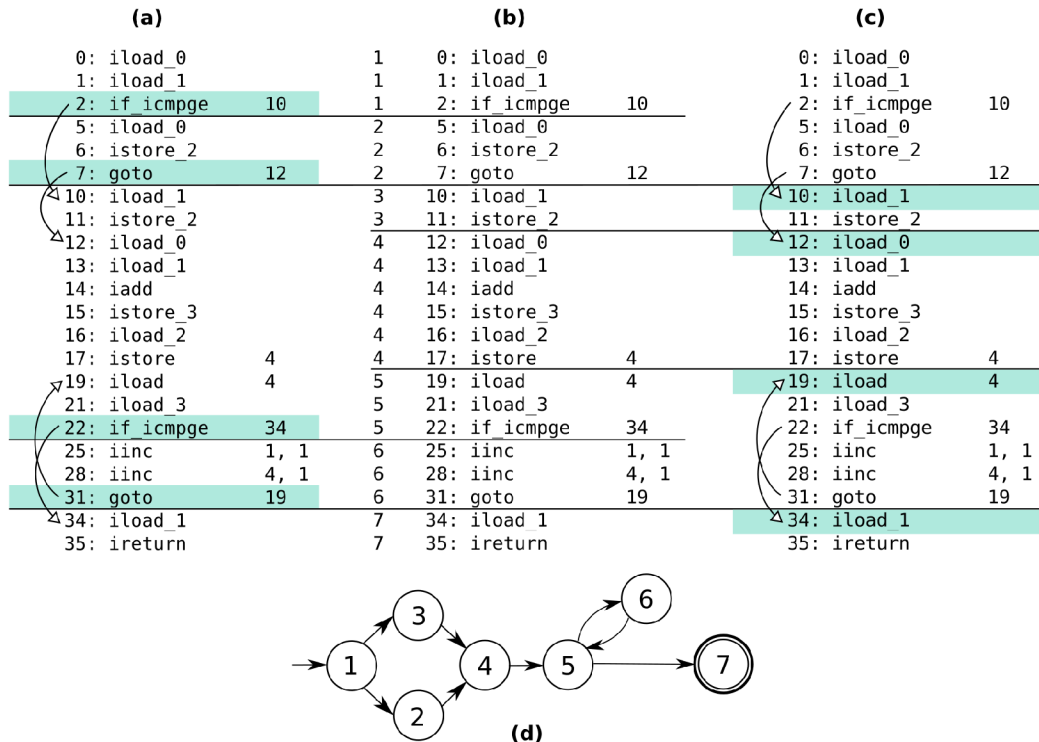 (a) (b) (c)
0: iload_0 1 0: iload_0 0: iload_0
1: iload_1 1 1: iload_1 1: iload_1
2: if_icmpge 10 1 2: if_icmpge 10 2: if_icmpge 10
5: iload_0 2 5: iload_0 5: iload_0
6: istore_2 2 6: istore_2 6: istore_2
7: goto 12 2 7: goto 12 7: goto 12
10: iload_1 3 10: iload_1 10: iload_1
11: istore_2 3 11: istore_2 11: istore_2
12: iload_0 4 12: iload_0 12: iload_0
13: iload_1 4 13: iload_1 13: iload_1
14: iadd 4 14: iadd 14: iadd
15: istore_3 4 15: istore_3 15: istore_3
16: iload_2 4 16: iload_2 16: iload_2
17: istore 4 4 17: istore 4 17: istore 4
19: iload 4 5 19: iload 4 19: iload 4
21: iload_3 5 21: iload_3 21: iload_3
22: if_icmpge 34 5 22: if_icmpge 34 22: if_icmpge 34
25: iinc 1, 1 6 25: iinc 1, 1 25: iinc 1, 1
28: iinc 4, 1 6 28: iinc 4, 1 28: iinc 4, 1
31: goto 19 6 31: goto 19 31: goto 19
34: iload_1 7 34: iload_1 34: iload_1
35: ireturn 7 35: ireturn 35: ireturn
6
3
1 4 5 7
2
(d)